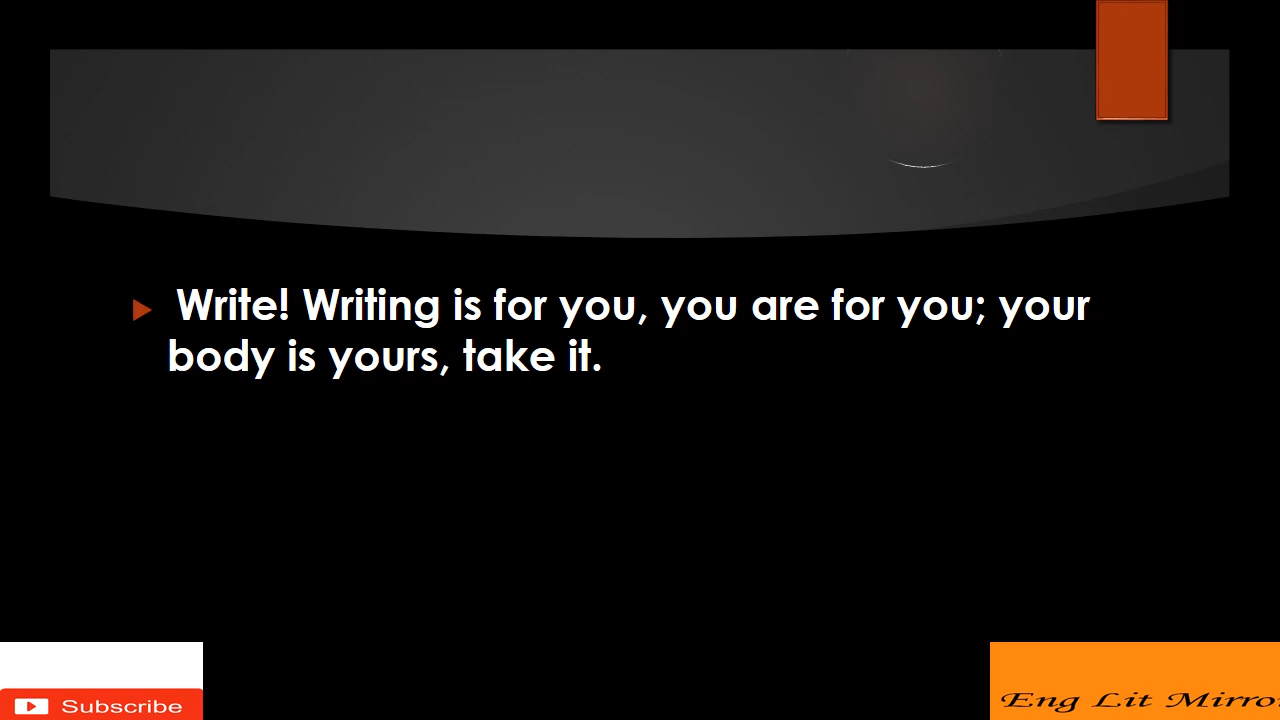 Write! Writing is for you, you are for you; your
body is yours, take it.
Subscribe
Eng Lit Mirro